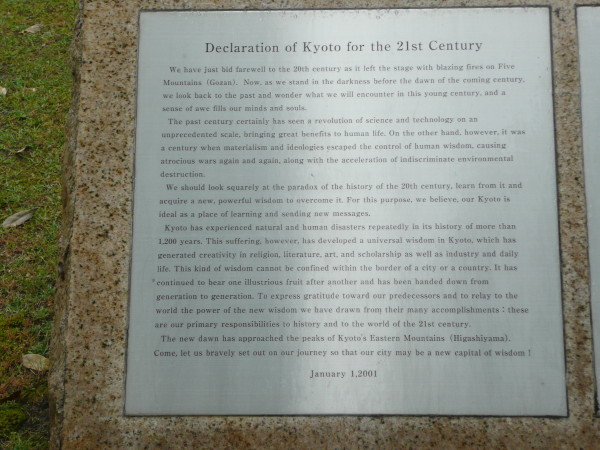 Declaration of Kyoto for the 21st Century
We have just bid farewell to the 20th century as it left the stage with blazing fires on Five
Mountains (Gozan). Now, as we stand in the darkness before the dawn of the coming century,
we look back to the past and wonder what we will encounter in this young century, and a
sense of awe fills our minds and souls.
The past century certainly has seen a revolution of science and technology on an
unprecedented scale, bringing great benefits to human life. On the other hand, however, it was
a century when materialism and ideologies escaped the control of human wisdom, causing
atrocious wars again and again, along with the acceleration of indiscriminate environmental
destruction.
We should look squarely at the paradox of the history of the 20th century, learn from it and
acquire a new, powerful wisdom to overcome it. For this purpose, we believe, our Kyoto is
ideal as a place of learning and sending new messages.
Kyoto has experienced natural and human disasters repeatedly in its history of more than
1,200 years. This suffering, however, has developed a universal wisdom in Kyoto, which has
generated creativity in religion, literature, art, and scholarship as well as industry and daily
life. This kind of wisdom cannot be confined within the border of a city or a country. It has
continued to bear one illustrious fruit after another and has been handed down from
generation to generation. To express gratitude toward our predecessors and to relay to
the world the power of the new wisdom we have drawn from their many accomplishments : these
are our primary responsibilities to history and to the world of the 21st century.
The new dawn has approached the peaks of Kyoto's Eastern Mountains (Higashiyama).
Come, let us bravely set out on our journey so that our city may be a new capital of wisdom !
January 1,2001